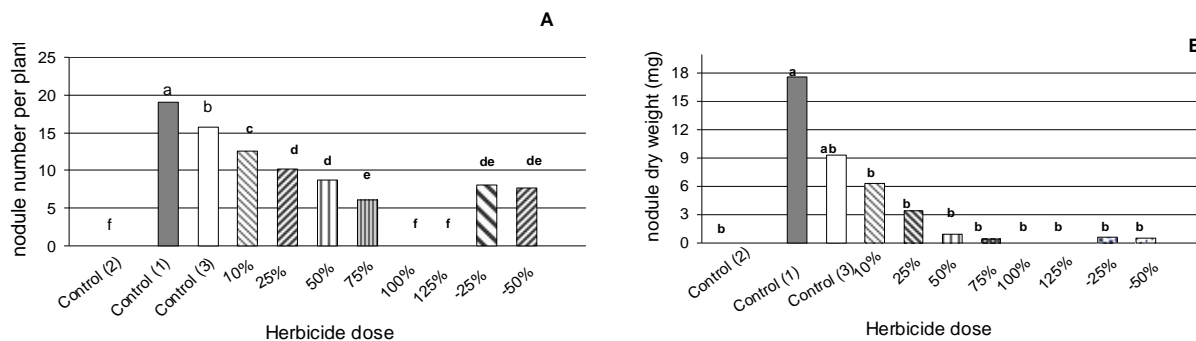 A
nodule number per plant
25
20
15
10
5
0
f
a
b
c
d
d
e
f
f
de
de
Control (2)
Control (1)
Control (3)
10%
25%
50%
75%
100%
125%
-25%
-50%
Herbicide dose
B
nodule dry weight (mg)
18
15
12
9
6
3
0
b
a
ab
b
b
b
b
b
b
b
b
Control (2)
Control (1)
Control (3)
10%
25%
50%
75%
100%
125%
-25%
-50%
Herbicide dose